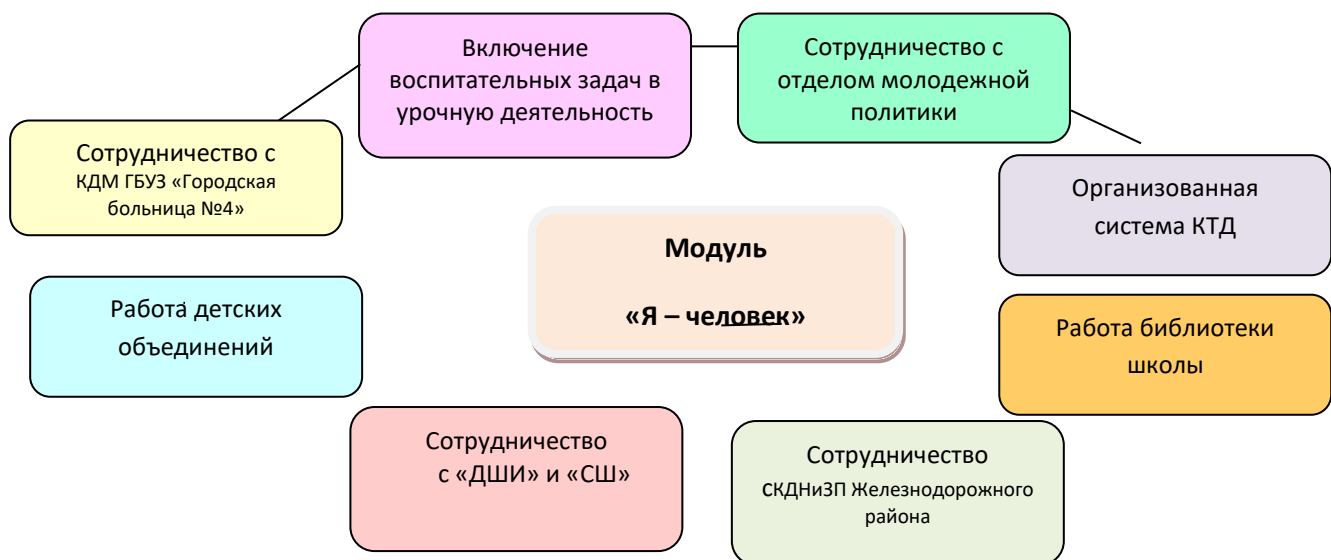 Включение
воспитательных задач в
урочную деятельность
Сотрудничество с
отделом молодежной
политики
Сотрудничество с
КДМ ГБУЗ «Городская
больница №4»
Организованная
система КТД
Модуль
«Я – человек»
Работа детских
объединений
Работа библиотеки
школы
Сотрудничество
с «ДШИ» и «СШ»
Сотрудничество
сКДНиЗП Железнодорожного
района